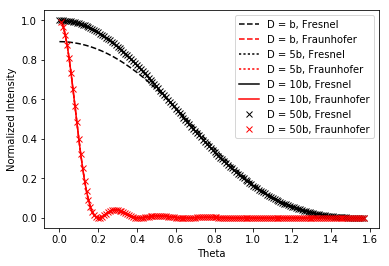 1.0
0.8
0.6
0.4
0.2
0.0
Normalized Intensity
D = b, Fresnel
D = b, Fraunhofer
D = 5b, Fresnel
D = 5b, Fraunhofer
D = 10b, Fresnel
D = 10b, Fraunhofer
D = 50b, Fresnel
D = 50b, Fraunhofer
0.0 0.2 0.4 0.6 0.8 1.0 1.2 1.4 1.6
Theta